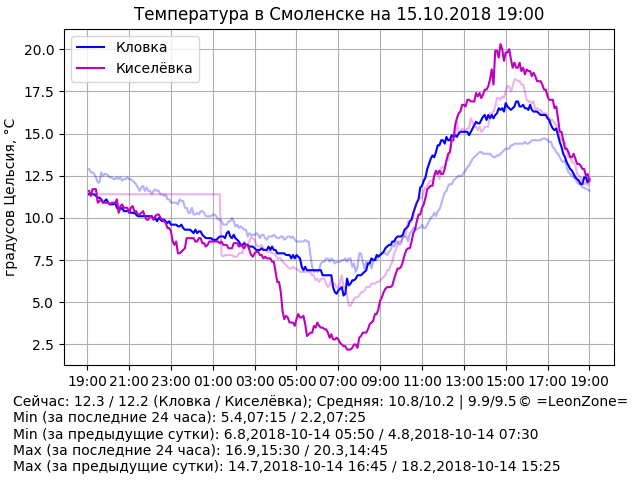 Температура в Смоленске на 15.10.2018 19:00
Кловка
Киселёвка
градусов Цельсия, °C
20.0
17.5
15.0
12.5
10.0
7.5
5.0
2.5
19:00 21:00 23:00 01:00 03:00 05:00 07:00 09:00 11:00 13:00 15:00 17:00 19:00
Сейчас: 12.3 / 12.2 (Кловка / Киселёвка); Средняя: 10.8/10.2 | 9.9/9.5© =LeonZone=
Min (за последние 24 часа): 5.4,07:15 / 2.2,07:25
Min (за предыдущие сутки): 6.8,2018-10-14 05:50 / 4.8,2018-10-14 07:30
Max (за последние 24 часа): 16.9,15:30 / 20.3,14:45
Max (за предыдущие сутки): 14.7,2018-10-14 16:45 / 18.2,2018-10-14 15:25